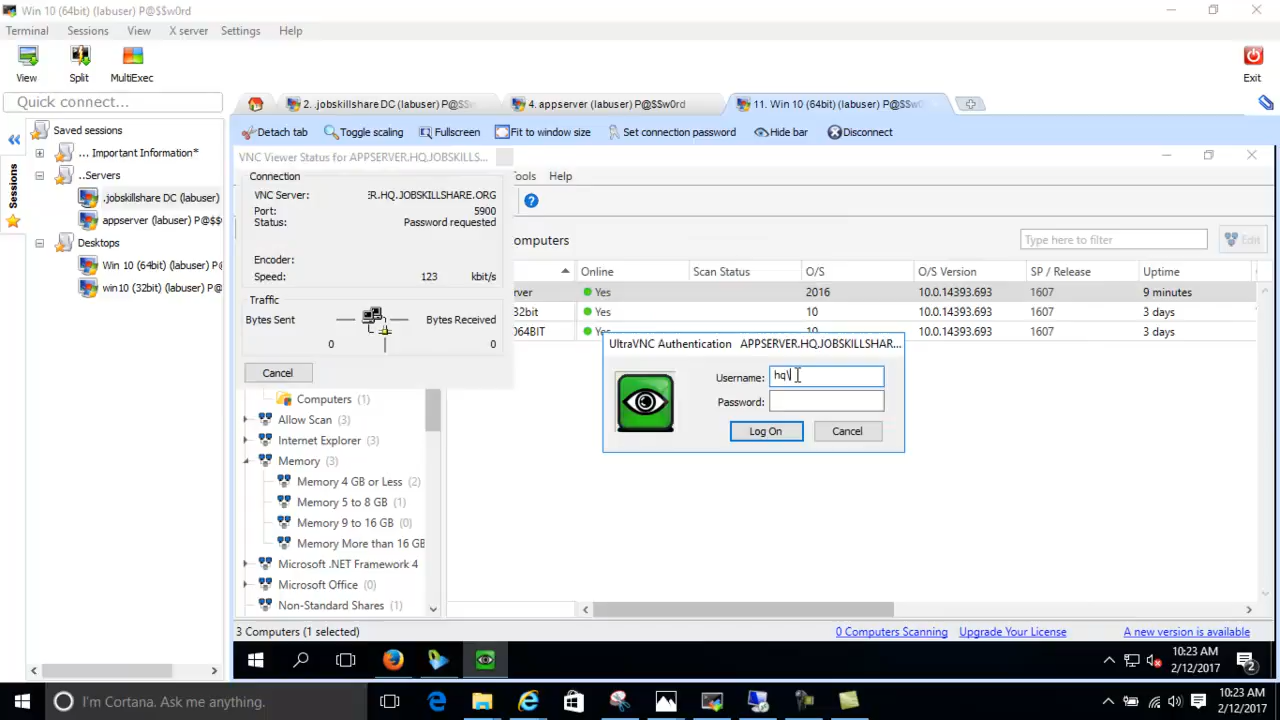 Win 10 (64bit) (labuser) P@$$w0rd
Terminal Sessions View X server Settings Help
View Split MultiExec Exit
Quick connect...
2. .jobskillshare DC (labuser) P@$$
4. appserver (labuser) P@$$w0rd
11. Win 10 (64bit) (labuser) P@$$w0
Sessions
Saved sessions
... Important Information*
..Servers
.jobskillshare DC (labuser)
appserver (labuser) P@$$
Desktops
Win 10 (64bit) (labuser) P@
win10 (32bit) (labuser) P@
Detach tab Toggle scaling Fullscreen Fit to window size Set connection password Hide bar Disconnect
VNC Viewer Status for APPSERVER.HQ.JOBSKILLS...
Connection
VNC Server: ER.HQ.JOBSKILLSHARE.ORG
Port: 5900
Status: Password requested
Encoder:
Speed: 123 kbit/s
Traffic
Bytes Sent Bytes Received
0 0
Cancel
Tools Help
omputers
Type here to filter
Edit
Online Scan Status O/S O/S Version SP / Release Uptime
rver Yes 2016 10.0.14393.693 1607 9 minutes
32bit Yes 10 10.0.14393.693 1607 3 days
064BIT Yes 10 10.0.14393.693 1607 3 days
UltraVNC Authentication APPSERVER.HQ.JOBSKILLSHAR...
Username: hq\
Password:
Log On Cancel
Computers (1)
Allow Scan (3)
Internet Explorer (3)
Memory (3)
Memory 4 GB or Less (2)
Memory 5 to 8 GB (1)
Memory 9 to 16 GB (0)
Memory More than 16 GB
Microsoft .NET Framework 4
Microsoft Office (0)
Non-Standard Shares (1)
3 Computers (1 selected)
0 Computers Scanning Upgrade Your License A new version is available
10:23 AM
2/12/2017
2
I'm Cortana. Ask me anything.
10:23 AM
2/12/2017